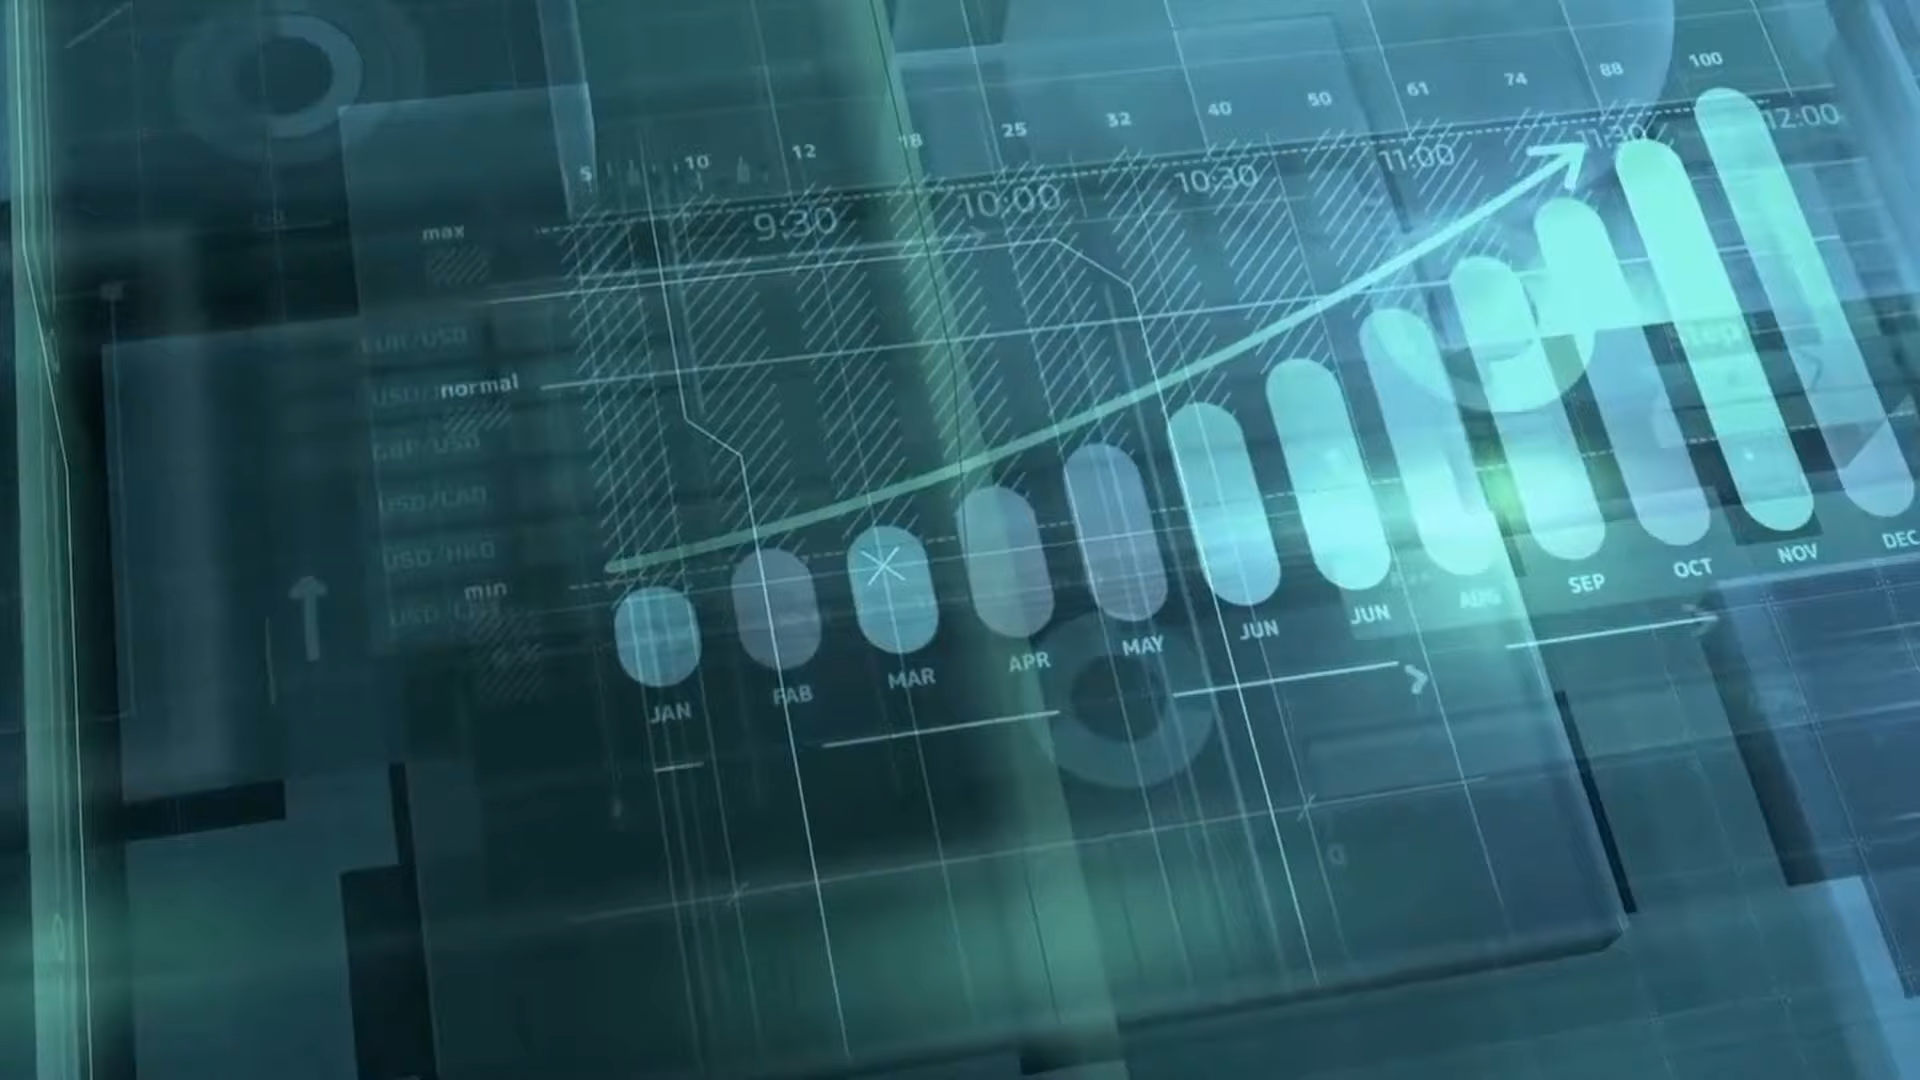 5 10 12 18 25 32 40 50 61 74 88 100
9:30 10:00 10:30 11:00 11:30 12:00
max
EUR/USD
normal
GBP/USD
USD/CAD
USD/HKD
min
JAN FAB MAR APR MAY JUN JUN AUG SEP OCT NOV DEC